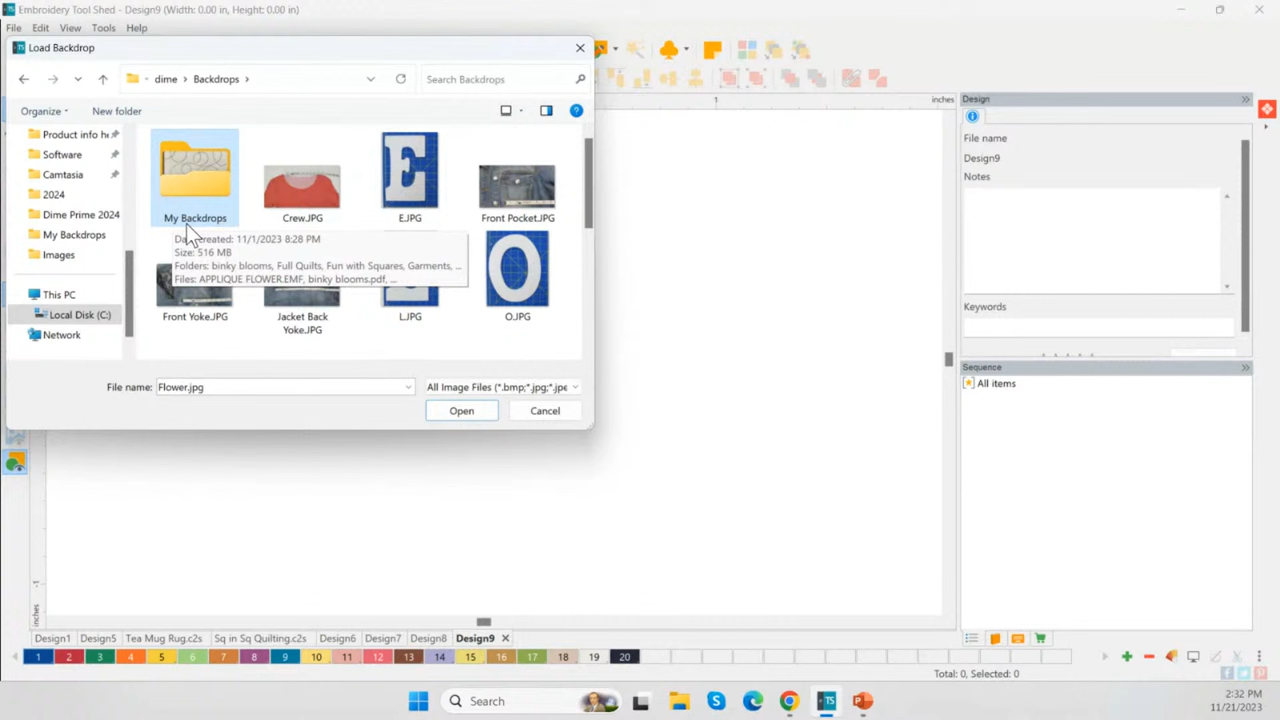 Embroidery Tool Shed - Design9 (Width: 0.00 in, Height: 0.00 in)
File Edit View Tools Help
TS Load Backdrop
dime Backdrops
Search Backdrops
Organize
New folder
Product info he
Software
Camtasia
2024
Dime Prime 2024
My Backdrops
Images
This PC
Local Disk (C:)
Network
My Backdrops
Crew.JPG
E.JPG
Front Pocket.JPG
Front Yoke.JPG
Jacket Back
Yoke.JPG
L.JPG
O.JPG
Size: 516 MB
Folders: binky blooms, Full Quilts, Fun with Squares, Garments, ...
Files: APPLIQUE FLOWER.EMF, binky blooms.pdf, ...
File name: Flower.jpg
All Image Files (*.bmp;*.jpg;*.jpe
Open
Cancel
1
inches
-1
inches
Design
File name
Design9
Notes
Keywords
Sequence
All items
Design1 Design5 Tea Mug Rug.c2s Sq in Sq Quilting.c2s Design6 Design7 Design8 Design9
1 2 3 4 5 6 7 8 9 10 11 12 13 14 15 16 17 18 19 20
Total: 0, Selected: 0
Search
TS
2:32 PM
11/21/2023